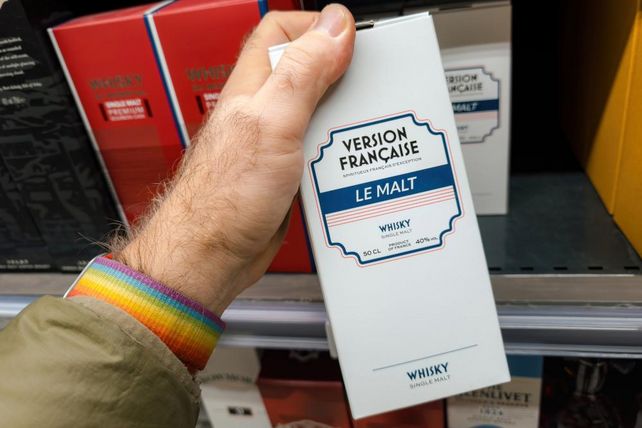 VERSION
FRANÇAISE
SPIRITUEUX FRANÇAIS D'EXCEPTION
LE MALT
WHISKY
SINGLE MALT
50 CL
PRODUCT
OF FRANCE
40% VOL
WHISKY
SINGLE MALT
WHISKY
SINGLE MALT
PREMIUM
WHISKY
FRANÇAISE
MALT